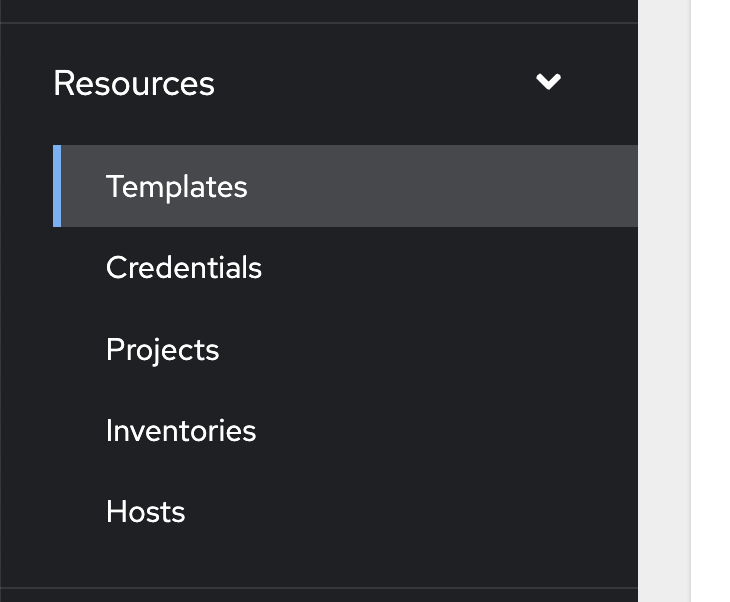 Resources
Templates
Credentials
Projects
Inventories
Hosts